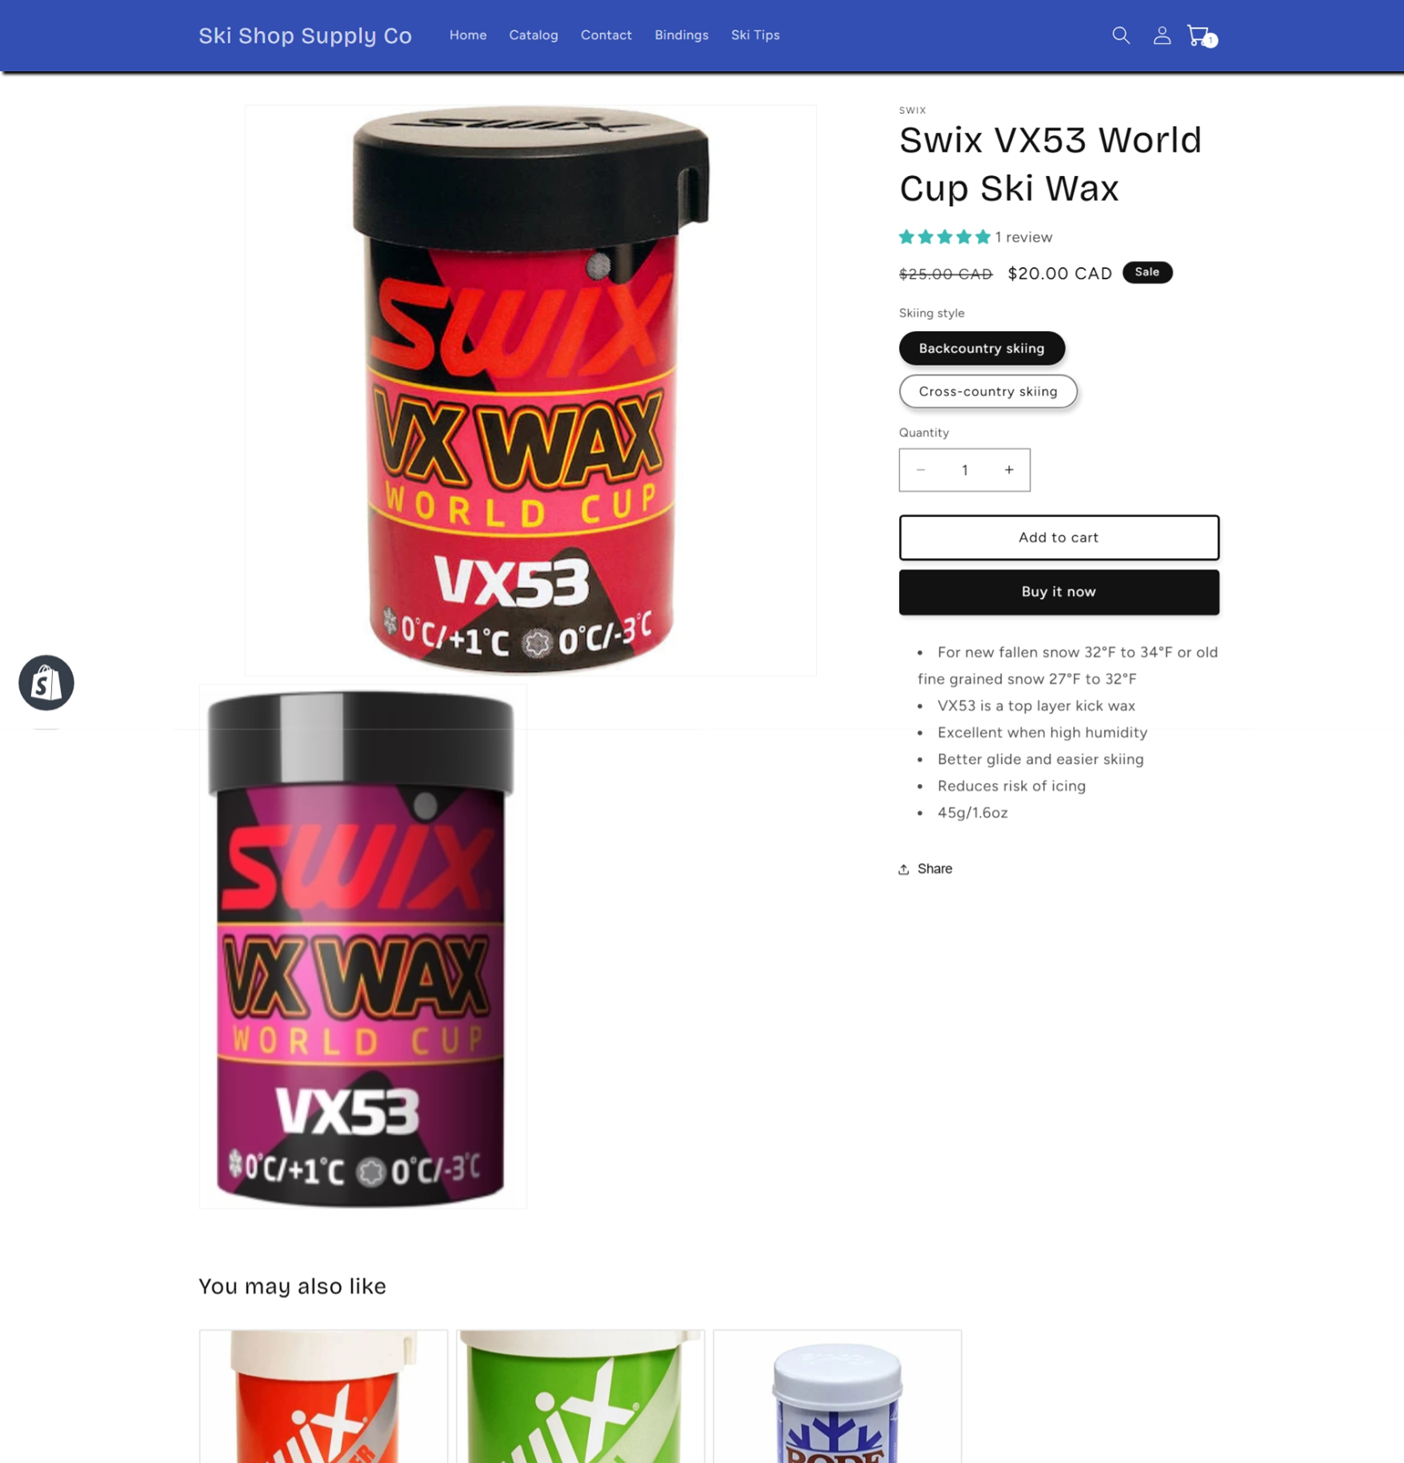 Ski Shop Supply Co
Home
Catalog
Contact
Bindings
Ski Tips
1
swix
SWIX
VX WAX
WORLD CUP
VX53
0°C/+1°C 0°C/-3°C
SWIX
Swix VX53 World
Cup Ski Wax
1 review
$25.00 CAD $20.00 CAD Sale
Skiing style
Backcountry skiing
Cross-country skiing
Quantity
− 1 +
Add to cart
Buy it now
• For new fallen snow 32°F to 34°F or old
fine grained snow 27°F to 32°F
• VX53 is a top layer kick wax
• Excellent when high humidity
• Better glide and easier skiing
• Reduces risk of icing
• 45g/1.6oz
Share
SWIX
VX WAX
WORLD CUP
VX53
0°C/+1°C 0°C/-3°C
You may also like
swix
swix
RODE